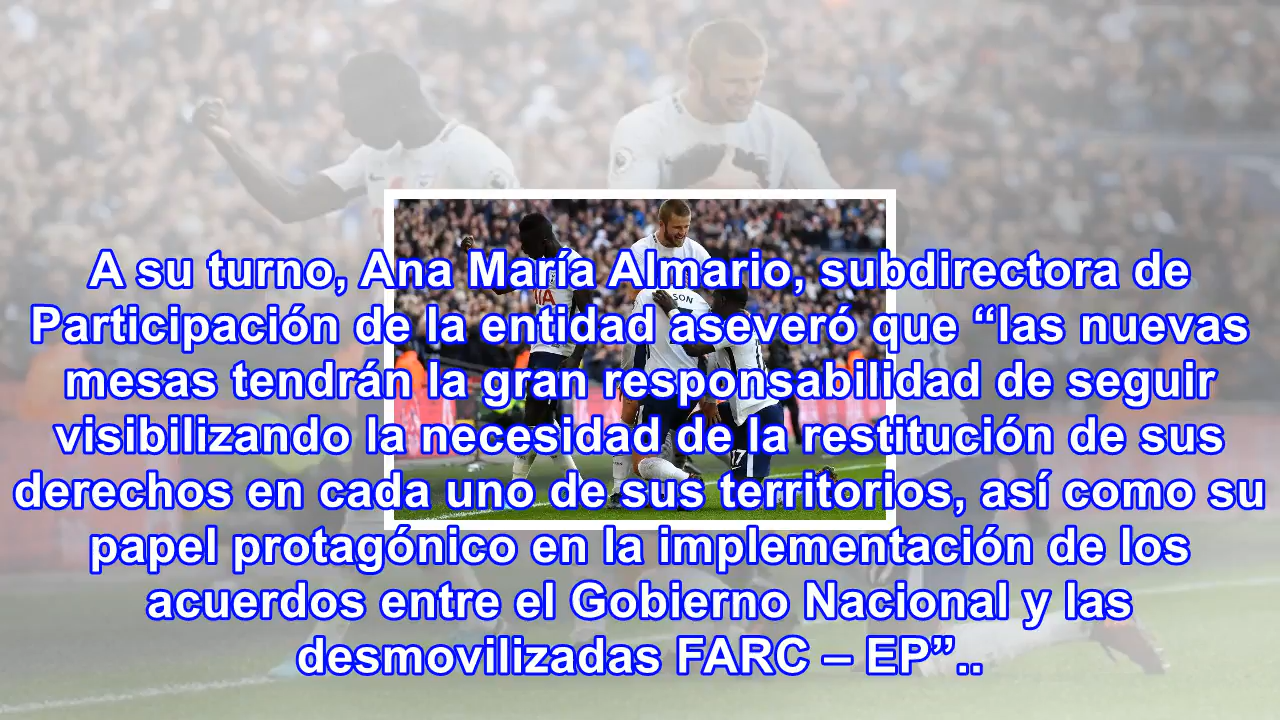 A su turno, Ana María Almario, subdirectora de
Participación de la entidad aseveró que “las nuevas
mesas tendrán la gran responsabilidad de seguir
visibilizando la necesidad de la restitución de sus
derechos en cada uno de sus territorios, así como su
papel protagónico en la implementación de los
acuerdos entre el Gobierno Nacional y las
desmovilizadas FARC – EP”..
SON
17